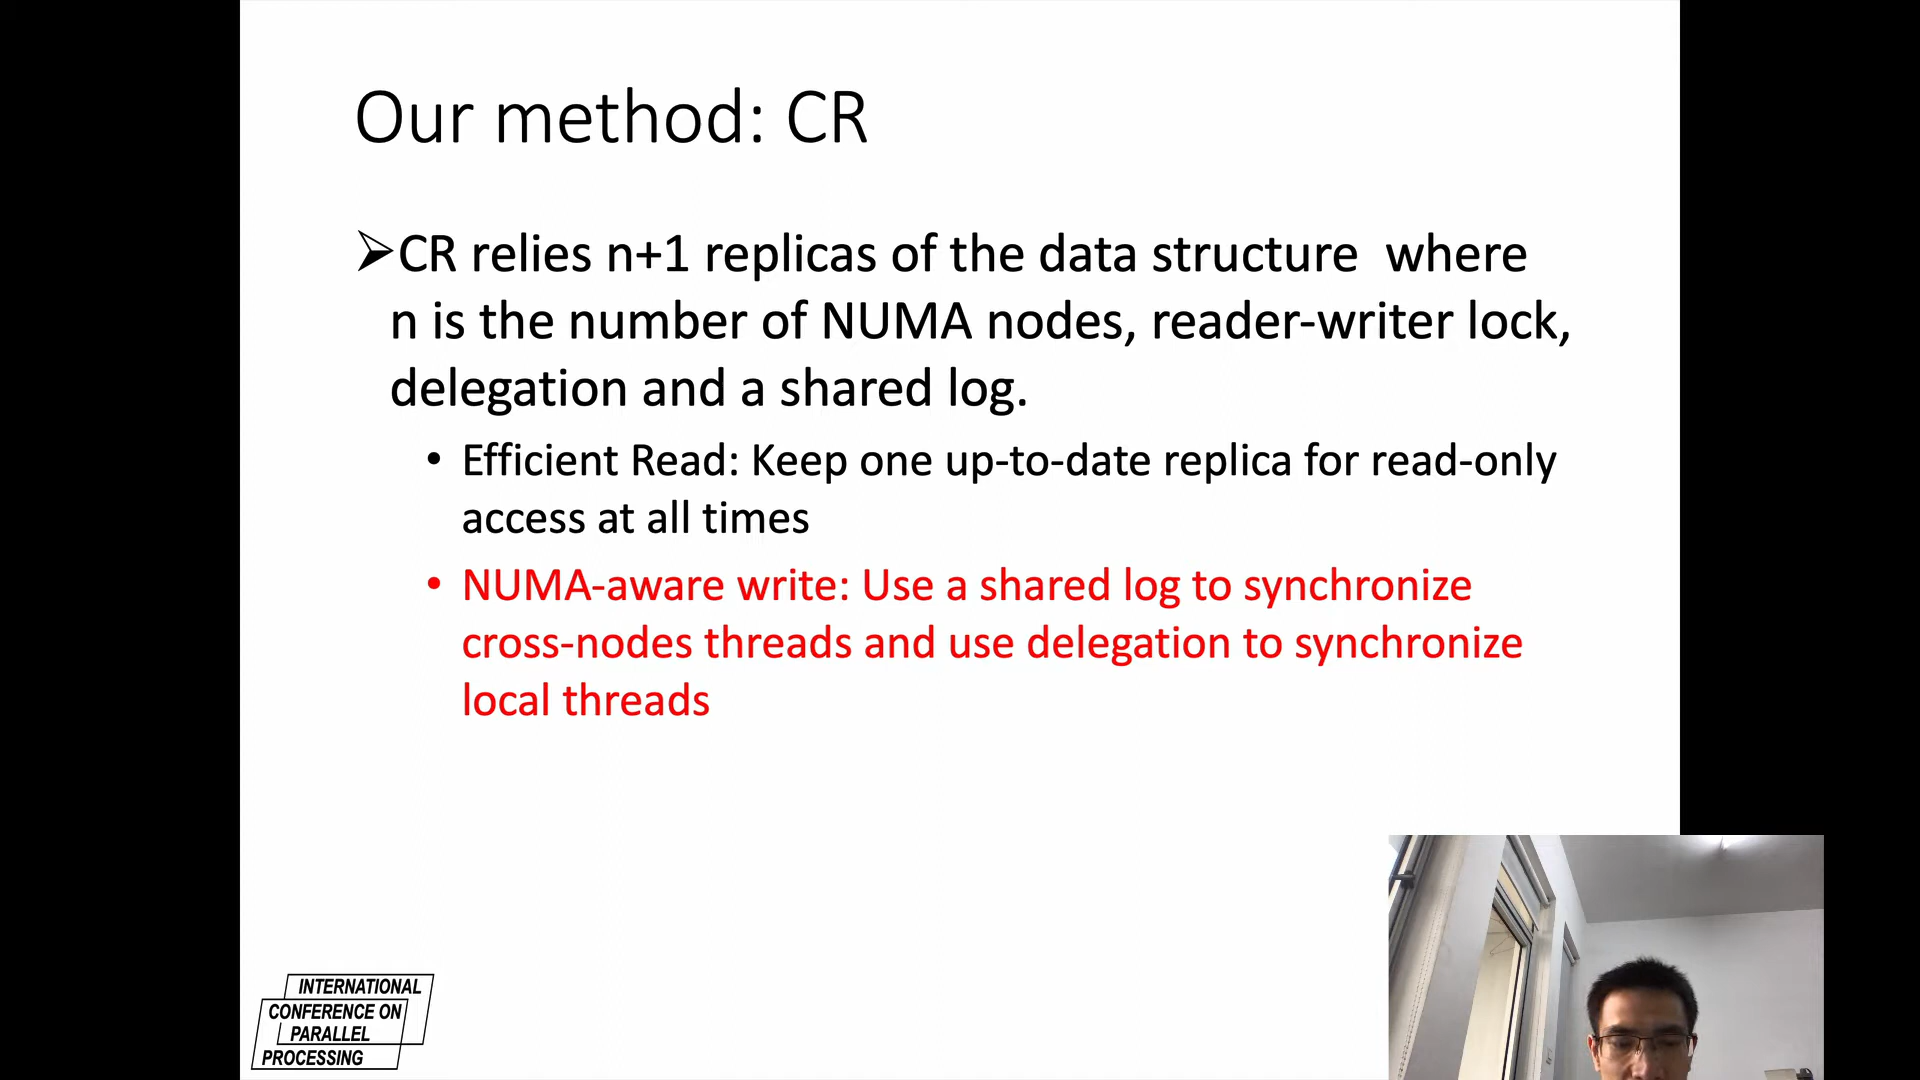 Our method: CR
➢CR relies n+1 replicas of the data structure  where
n is the number of NUMA nodes, reader-writer lock,
delegation and a shared log.
• Efficient Read: Keep one up-to-date replica for read-only
access at all times
• NUMA-aware write: Use a shared log to synchronize
cross-nodes threads and use delegation to synchronize
local threads
INTERNATIONAL
CONFERENCE ON
PARALLEL
PROCESSING